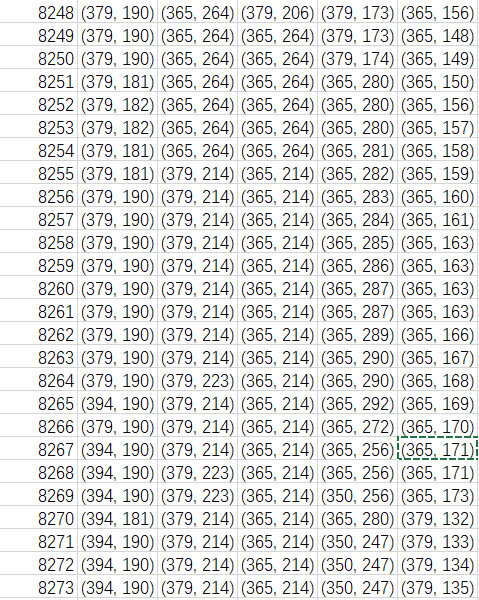 8248 (379, 190) (365, 264) (379, 206) (379, 173) (365, 156)
8249 (379, 190) (365, 264) (365, 264) (379, 173) (365, 148)
8250 (379, 190) (365, 264) (365, 264) (379, 174) (365, 149)
8251 (379, 181) (365, 264) (365, 264) (365, 280) (365, 150)
8252 (379, 182) (365, 264) (365, 264) (365, 280) (365, 156)
8253 (379, 182) (365, 264) (365, 264) (365, 280) (365, 157)
8254 (379, 181) (365, 264) (365, 264) (365, 281) (365, 158)
8255 (379, 181) (379, 214) (365, 214) (365, 282) (365, 159)
8256 (379, 190) (379, 214) (365, 214) (365, 283) (365, 160)
8257 (379, 190) (379, 214) (365, 214) (365, 284) (365, 161)
8258 (379, 190) (379, 214) (365, 214) (365, 285) (365, 163)
8259 (379, 190) (379, 214) (365, 214) (365, 286) (365, 163)
8260 (379, 190) (379, 214) (365, 214) (365, 287) (365, 163)
8261 (379, 190) (379, 214) (365, 214) (365, 287) (365, 163)
8262 (379, 190) (379, 214) (365, 214) (365, 289) (365, 166)
8263 (379, 190) (379, 214) (365, 214) (365, 290) (365, 167)
8264 (379, 190) (379, 223) (365, 214) (365, 290) (365, 168)
8265 (394, 190) (379, 214) (365, 214) (365, 292) (365, 169)
8266 (379, 190) (379, 214) (365, 214) (365, 272) (365, 170)
8267 (394, 190) (379, 214) (365, 214) (365, 256) (365, 171)
8268 (394, 190) (379, 223) (365, 214) (365, 256) (365, 171)
8269 (394, 190) (379, 223) (365, 214) (350, 256) (365, 173)
8270 (394, 181) (379, 214) (365, 214) (365, 280) (379, 132)
8271 (394, 190) (379, 214) (365, 214) (350, 247) (379, 133)
8272 (394, 190) (379, 214) (365, 214) (350, 247) (379, 134)
8273 (394, 190) (379, 214) (365, 214) (350, 247) (379, 135)